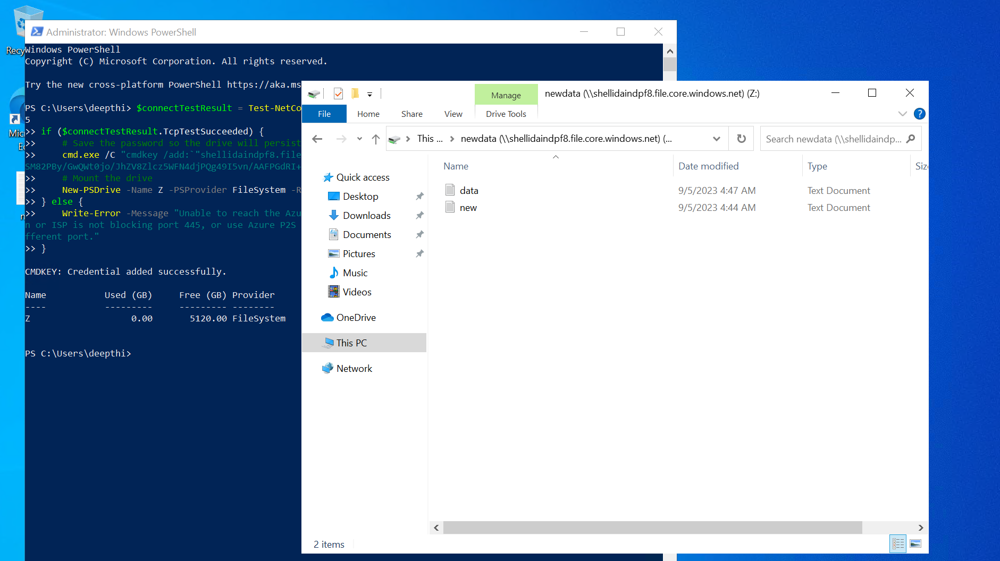 Recy
Administrator: Windows PowerShell
Windows PowerShell
Copyright (C) Microsoft Corporation. All rights reserved.
Try the new cross-platform PowerShell https://aka.ms
PS C:\Users\deepthi> $connectTestResult = Test-NetCo
5
>> if ($connectTestResult.TcpTestSucceeded) {
>>     # Save the password so the drive will persist
>>     cmd.exe /C "cmdkey /add:`"shellidaindpf8.file
SM82PBy/GwQWt0jo/JhZV8Zlcz5WFN4djPQg49I5vn/AAFPGdRI+
>>     # Mount the drive
>>     New-PSDrive -Name Z -PSProvider FileSystem -R
>> } else {
>>     Write-Error -Message "Unable to reach the Azu
n or ISP is not blocking port 445, or use Azure P2S
fferent port."
>> }
CMDKEY: Credential added successfully.
Name           Used (GB)     Free (GB) Provider
----           ---------     --------- --------
Z                   0.00       5120.00 FileSystem
PS C:\Users\deepthi>
Mic
E
n
Manage
newdata (\\shellidaindpf8.file.core.windows.net) (Z:)
File
Home
Share
View
Drive Tools
?
This ...
newdata (\\shellidaindpf8.file.core.windows.net) (...
Search newdata (\\shellidaindp...
Name
Date modified
Type
Siz
data
9/5/2023 4:47 AM
Text Document
new
9/5/2023 4:44 AM
Text Document
Quick access
Desktop
Downloads
Documents
Pictures
Music
Videos
OneDrive
This PC
Network
2 items